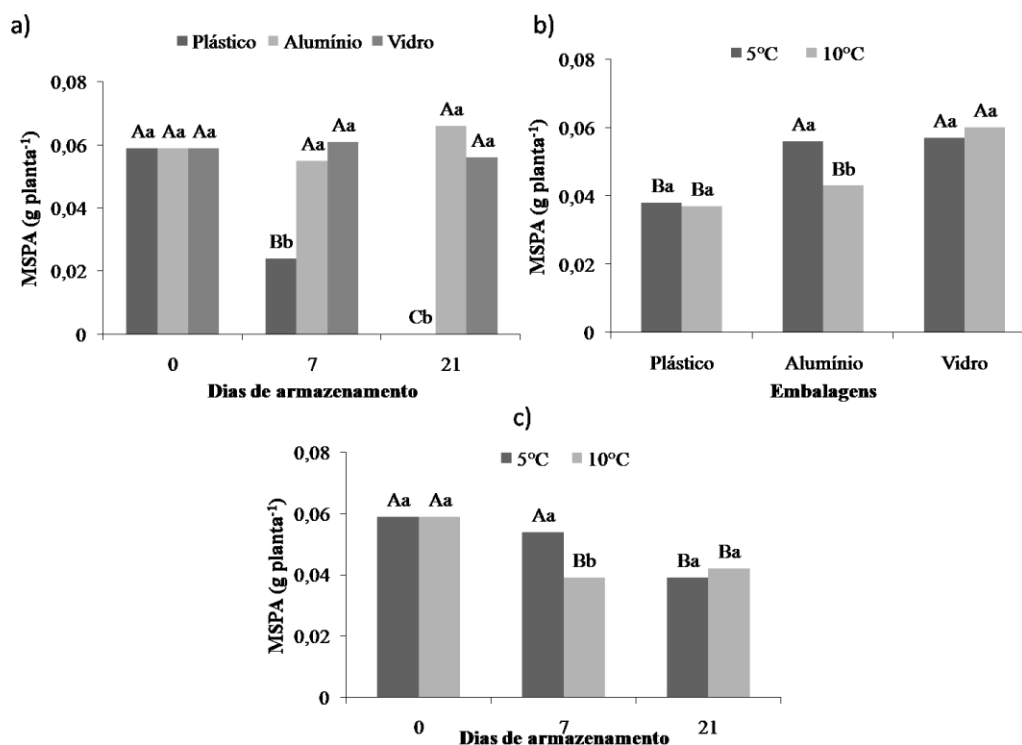 a)
Plástico Alumínio Vidro
0,08
0,06
0,04
0,02
0
MSPA (g planta⁻¹)
Aa Aa Aa
Bb Aa Aa
Cb Aa Aa
0 7 21
Dias de armazenamento
b)
5ºC 10ºC
0,08
0,06
0,04
0,02
0
MSPA (g planta⁻¹)
Ba Ba
Aa Bb
Aa Aa
Plástico Alumínio Vidro
Embalagens
c)
5ºC 10ºC
0,08
0,06
0,04
0,02
0
MSPA (g planta⁻¹)
Aa Aa
Aa Bb
Ba Ba
0 7 21
Dias de armazenamento